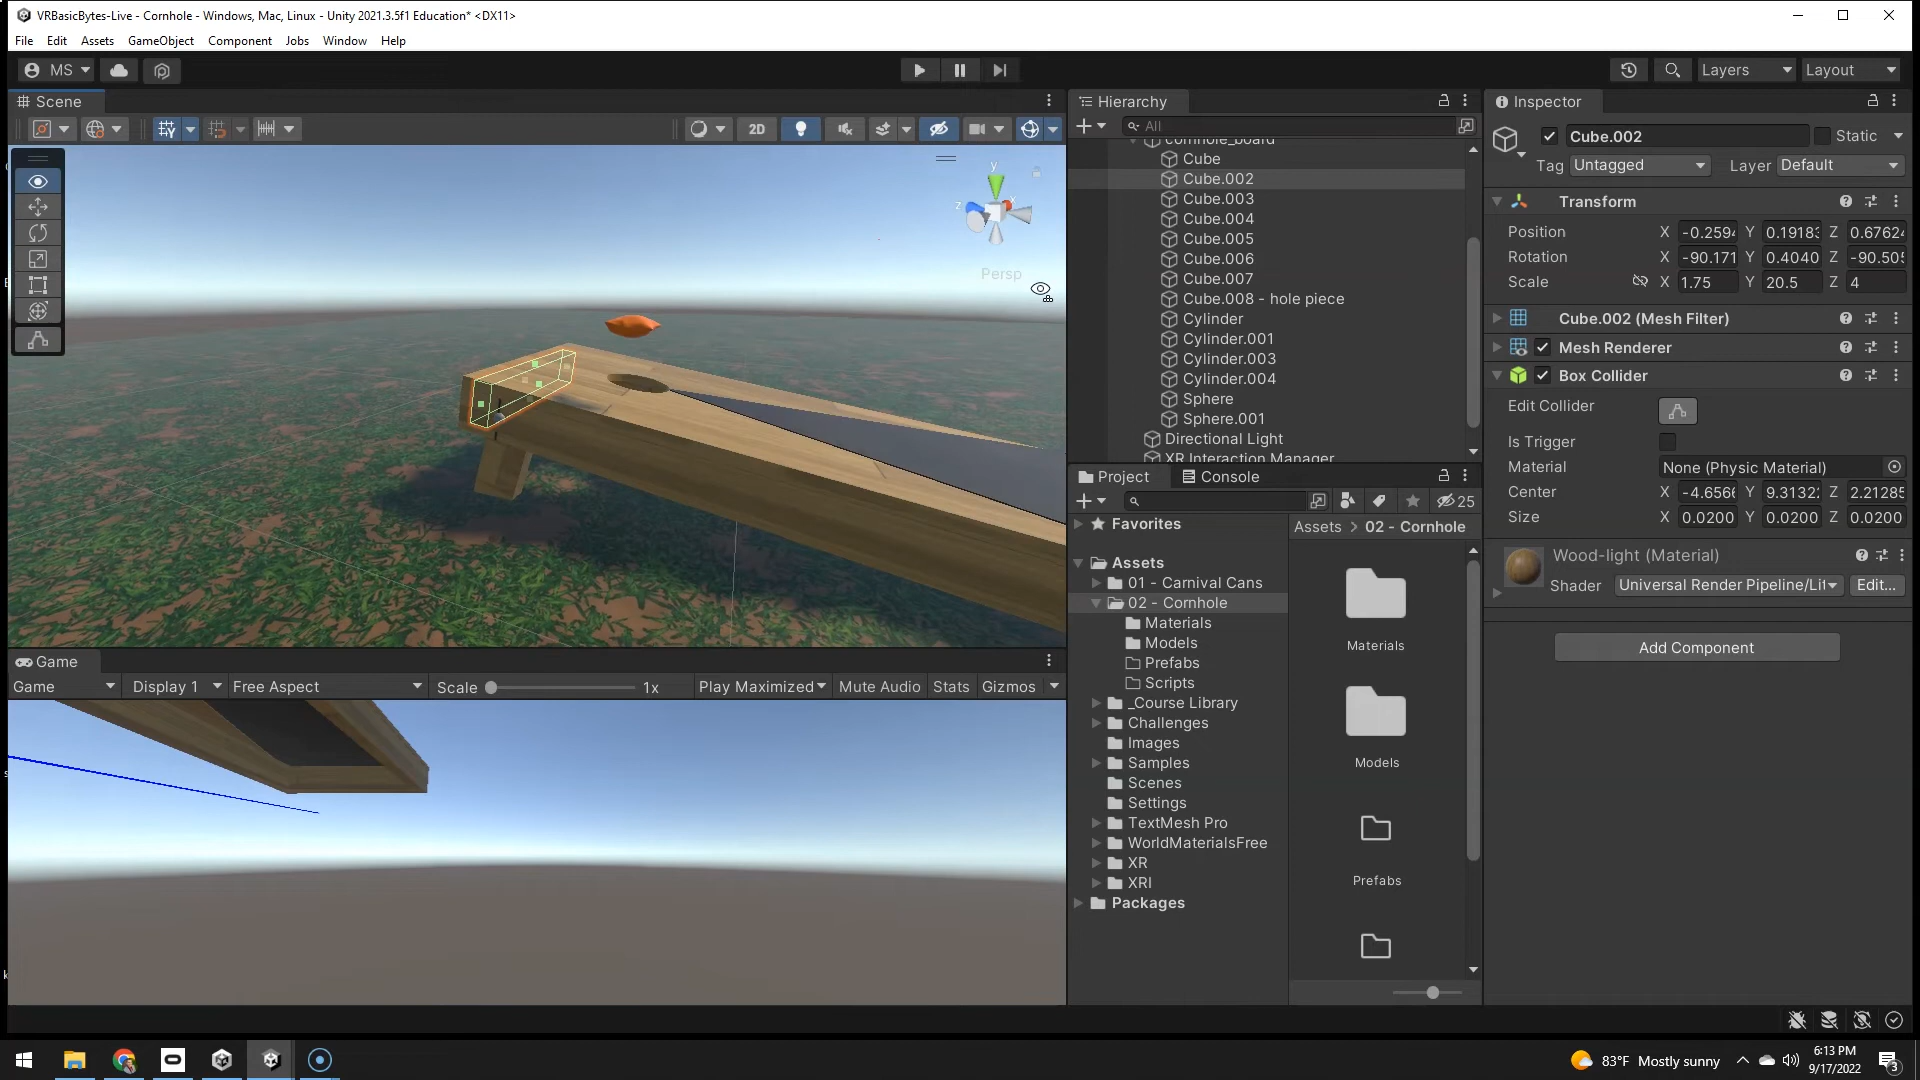 VRBasicBytes-Live - Cornhole - Windows, Mac, Linux - Unity 2021.3.5f1 Education* <DX11>
File Edit Assets GameObject Component Jobs Window Help
MS
Layers
Layout
Scene
2D
y
x
z
Persp
Hierarchy
All
cornhole_board
Cube
Cube.002
Cube.003
Cube.004
Cube.005
Cube.006
Cube.007
Cube.008 - hole piece
Cylinder
Cylinder.001
Cylinder.003
Cylinder.004
Sphere
Sphere.001
Directional Light
XR Interaction Manager
Inspector
Cube.002
Static
Tag Untagged Layer Default
Transform
Position X -0.2594 Y 0.1918 Z 0.67624
Rotation X -90.171 Y 0.4040 Z -90.505
Scale X 1.75 Y 20.5 Z 4
Cube.002 (Mesh Filter)
Mesh Renderer
Box Collider
Edit Collider
Is Trigger
Material None (Physic Material)
Center X -4.656 Y 9.3132 Z 2.21285
Size X 0.0200 Y 0.0200 Z 0.0200
Wood-light (Material)
Shader Universal Render Pipeline/Lit Edit...
Add Component
Game
Game Display 1 Free Aspect Scale 1x Play Maximized Mute Audio Stats Gizmos
Project Console
25
Favorites
Assets
01 - Carnival Cans
02 - Cornhole
Materials
Models
Prefabs
Scripts
_Course Library
Challenges
Images
Samples
Scenes
Settings
TextMesh Pro
WorldMaterialsFree
XR
XRI
Packages
Assets > 02 - Cornhole
Materials
Models
Prefabs
83°F Mostly sunny
6:13 PM
9/17/2022
3